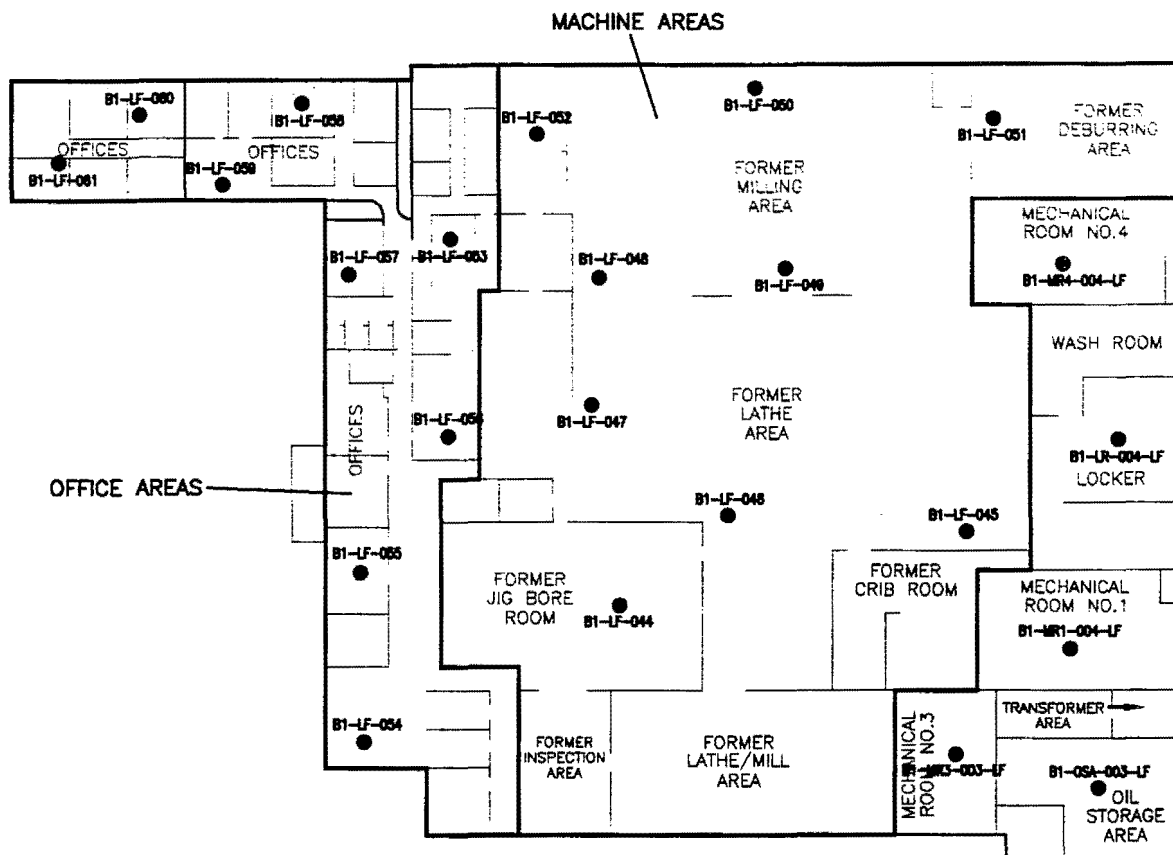 MACHINE AREAS
B1-LF-060
B1-LF-058
B1-LF-052
B1-LF-050
B1-LF-051
FORMER
DEBURRING
AREA
OFFICES
OFFICES
B1-LF-061
B1-LF-059
FORMER
MILLING
AREA
MECHANICAL
ROOM NO.4
B1-LF-057
B1-LF-053
B1-LF-048
B1-LF-049
B1-MR4-004-LF
WASH ROOM
FORMER
LATHE
AREA
B1-LF-056
B1-LF-047
OFFICES
B1-LR-004-LF
LOCKER
OFFICE AREAS
B1-LF-046
B1-LF-045
B1-LF-055
FORMER
JIG BORE
ROOM
B1-LF-044
FORMER
CRIB ROOM
MECHANICAL
ROOM NO.1
B1-MR1-004-LF
B1-LF-054
FORMER
INSPECTION
AREA
FORMER
LATHE/MILL
AREA
MECHANICAL
ROOM NO.3
B1-MR3-003-LF
TRANSFORMER
AREA
B1-OSA-003-LF
OIL
STORAGE
AREA